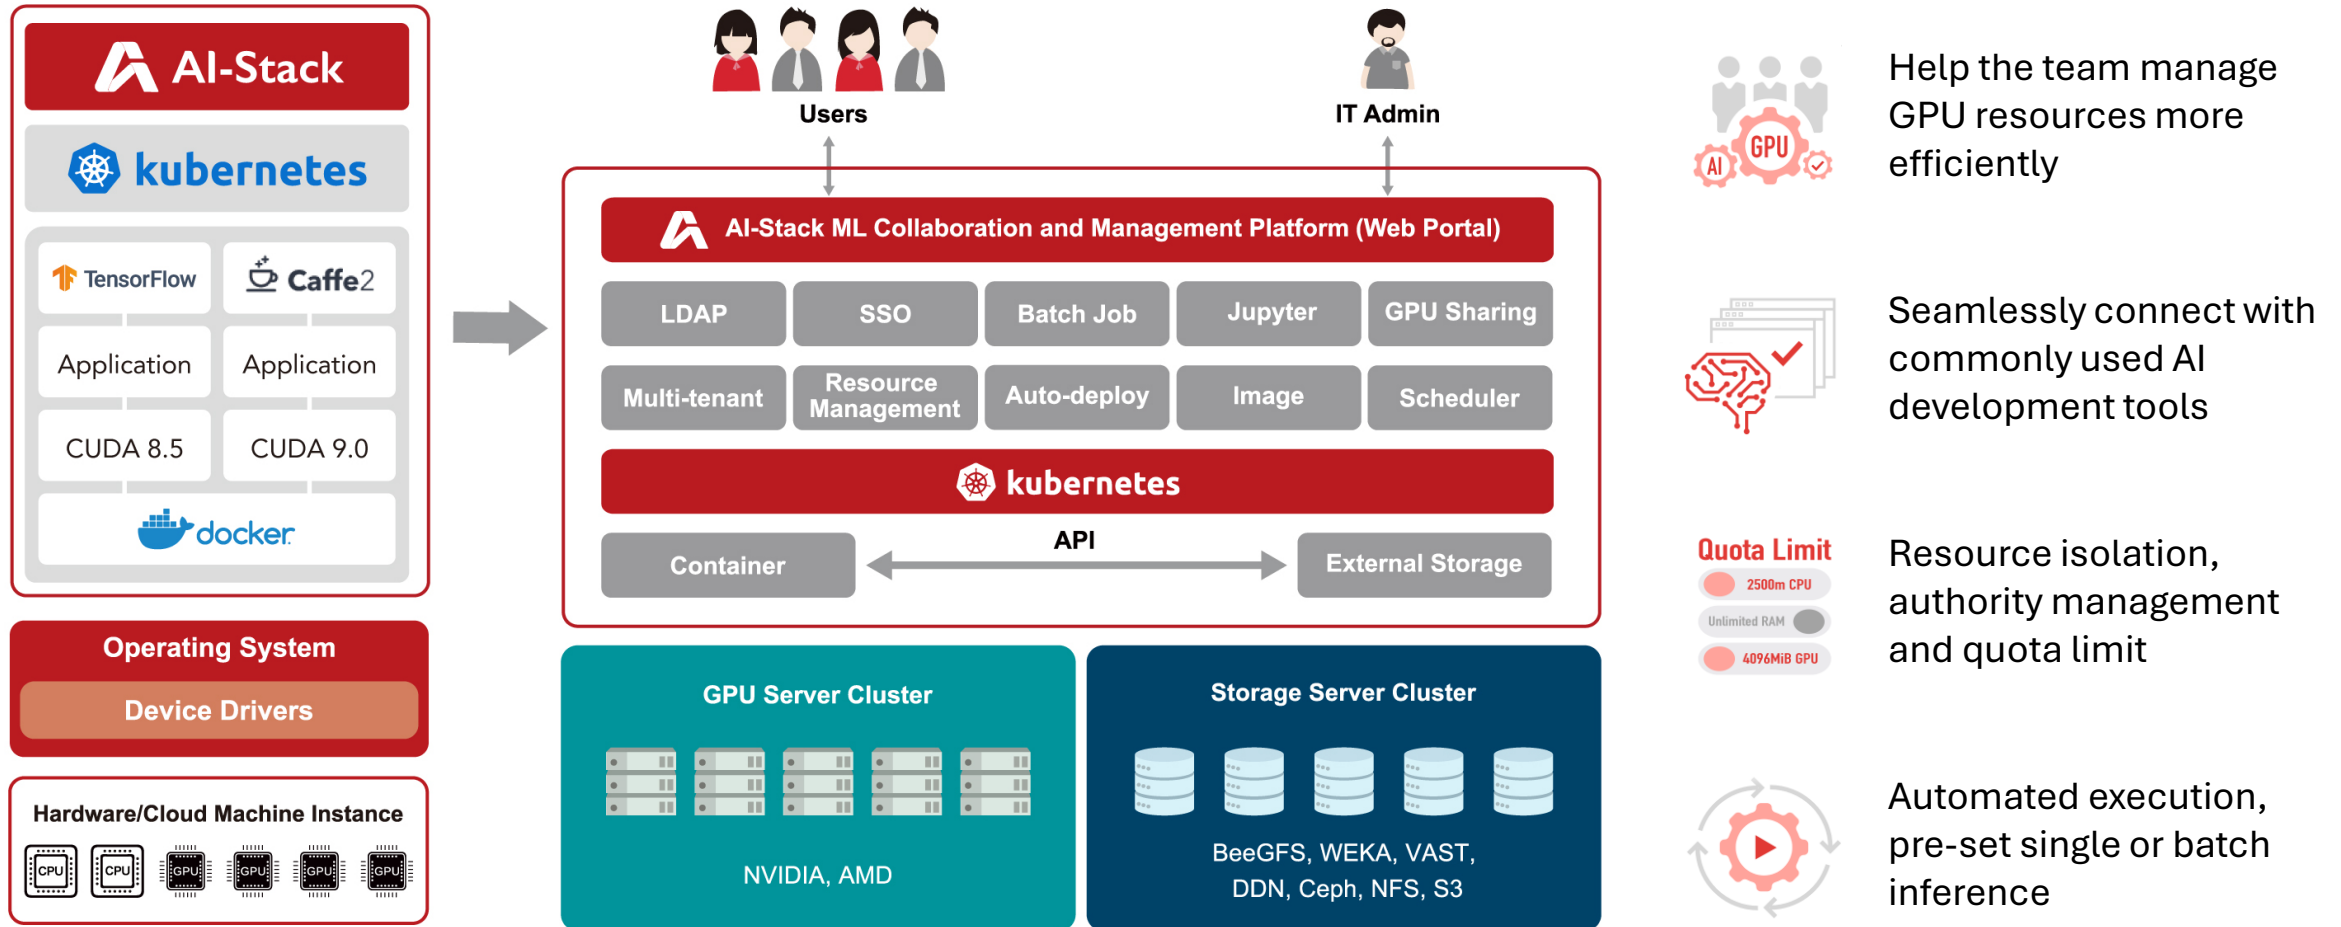 AI-Stack
kubernetes
TensorFlow
Caffe2
Application
Application
CUDA 8.5
CUDA 9.0
docker
Operating System
Device Drivers
Hardware/Cloud Machine Instance
CPU
CPU
GPU
GPU
GPU
GPU
Users
IT Admin
AI-Stack ML Collaboration and Management Platform (Web Portal)
LDAP
SSO
Batch Job
Jupyter
GPU Sharing
Multi-tenant
Resource
Management
Auto-deploy
Image
Scheduler
kubernetes
API
Container
External Storage
GPU Server Cluster
NVIDIA, AMD
Storage Server Cluster
BeeGFS, WEKA, VAST,
DDN, Ceph, NFS, S3
GPU
AI
Help the team manage
GPU resources more
efficiently
Seamlessly connect with
commonly used AI
development tools
Quota Limit
2500m CPU
Unlimited RAM
4096MiB GPU
Resource isolation,
authority management
and quota limit
Automated execution,
pre-set single or batch
inference